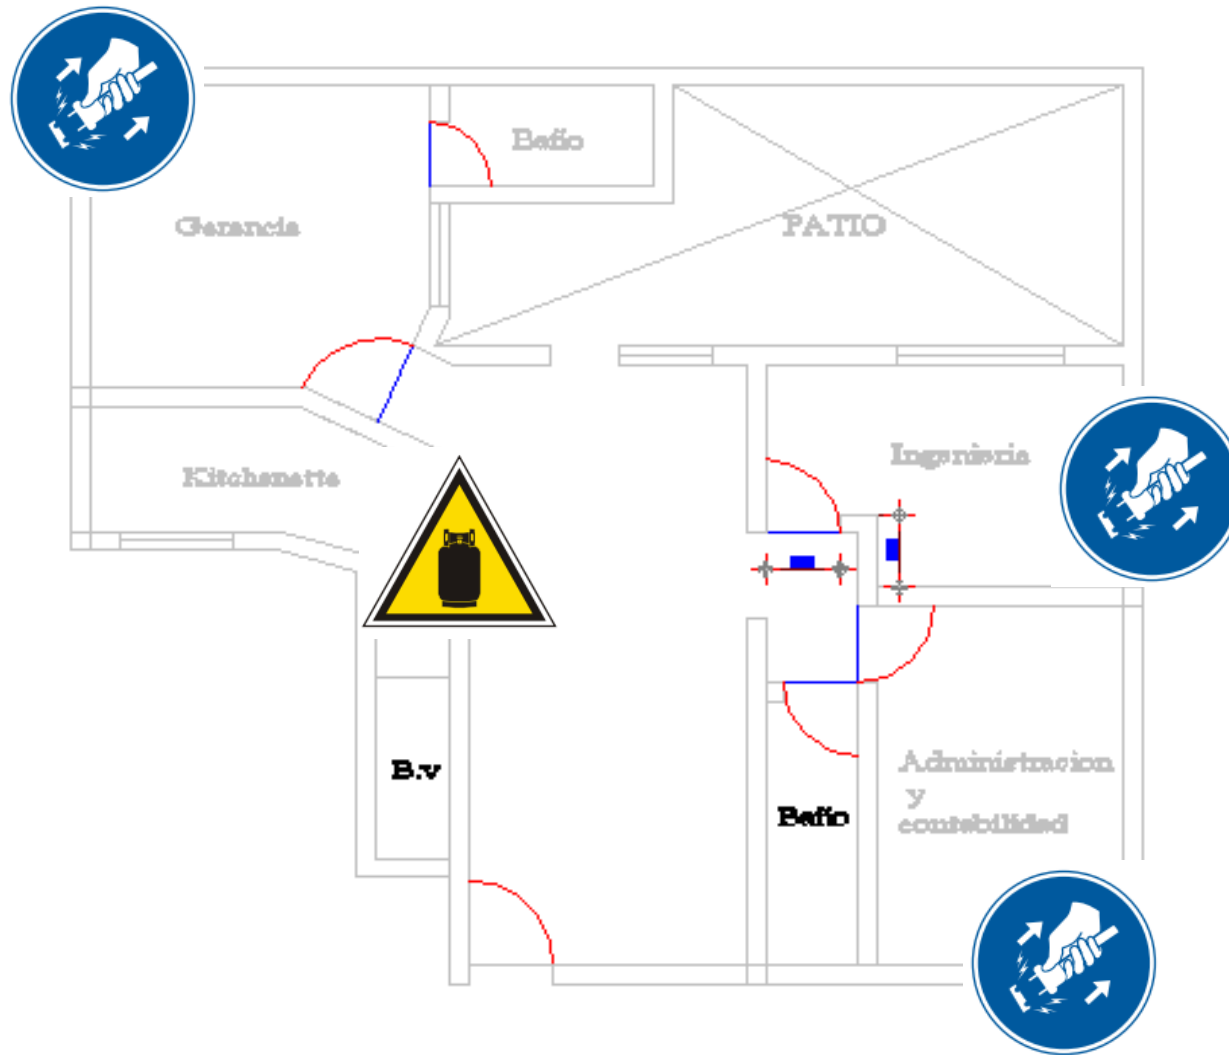 Baño
Gerancia
PATIO
Kitchenette
Ingenieria
B.v
Baño
Administracion
y
contabilidad